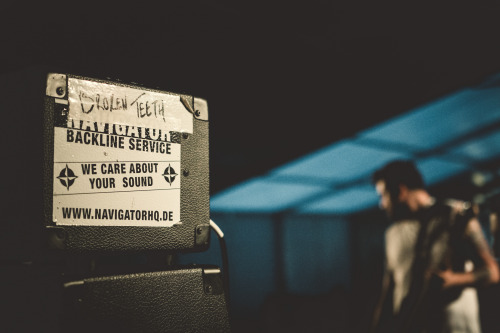 BROKEN TEETH
NAVIGATOR
BACKLINE SERVICE
WE CARE ABOUT
YOUR SOUND
WWW.NAVIGATORHQ.DE